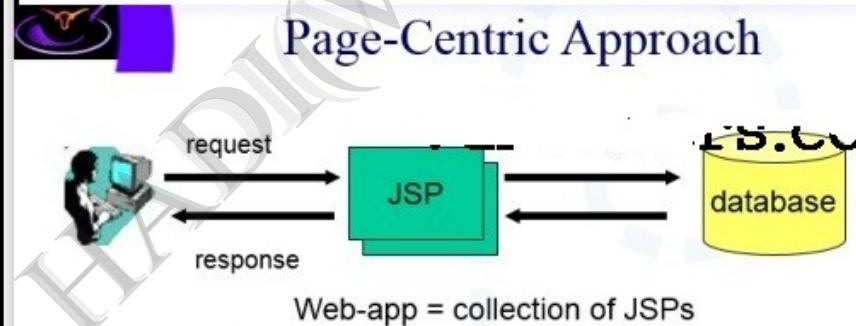 Page-Centric Approach
request
JSP
database
response
Web-app = collection of JSPs